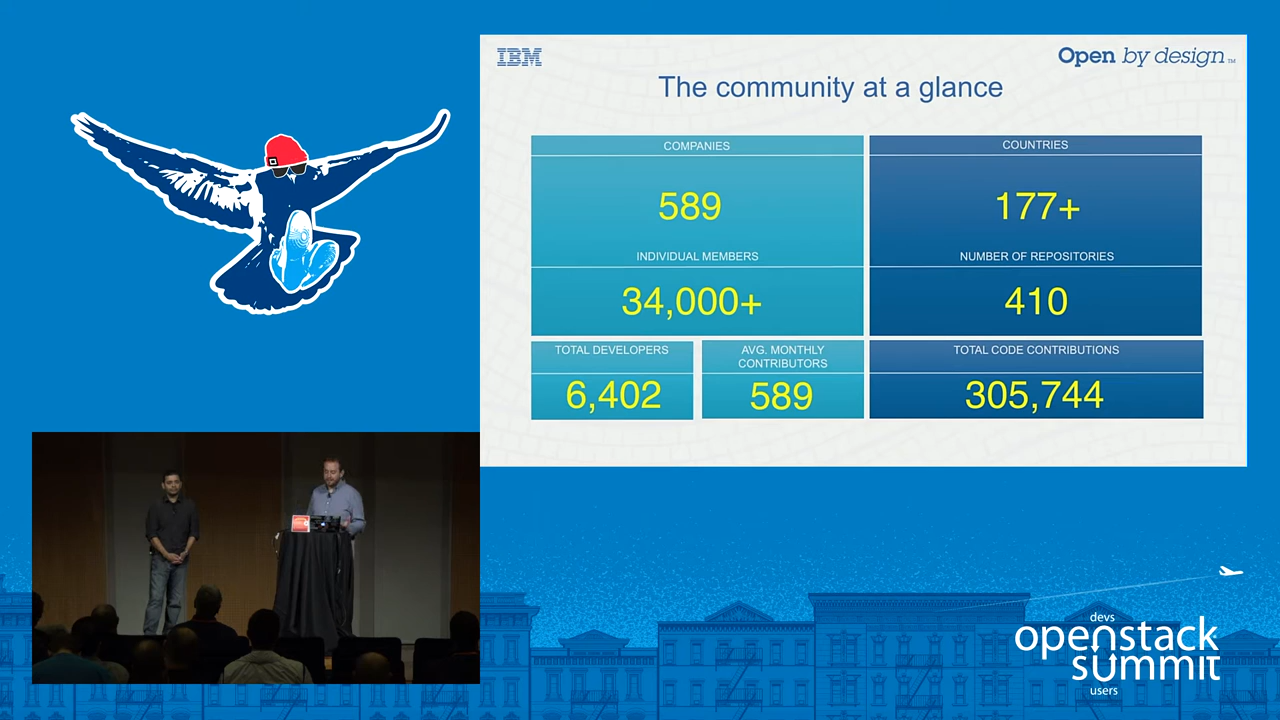 IBM
Open by design™
The community at a glance
COMPANIES
589
INDIVIDUAL MEMBERS
34,000+
COUNTRIES
177+
NUMBER OF REPOSITORIES
410
TOTAL DEVELOPERS
6,402
AVG. MONTHLY
CONTRIBUTORS
589
TOTAL CODE CONTRIBUTIONS
305,744
devs
openstack
summit
users